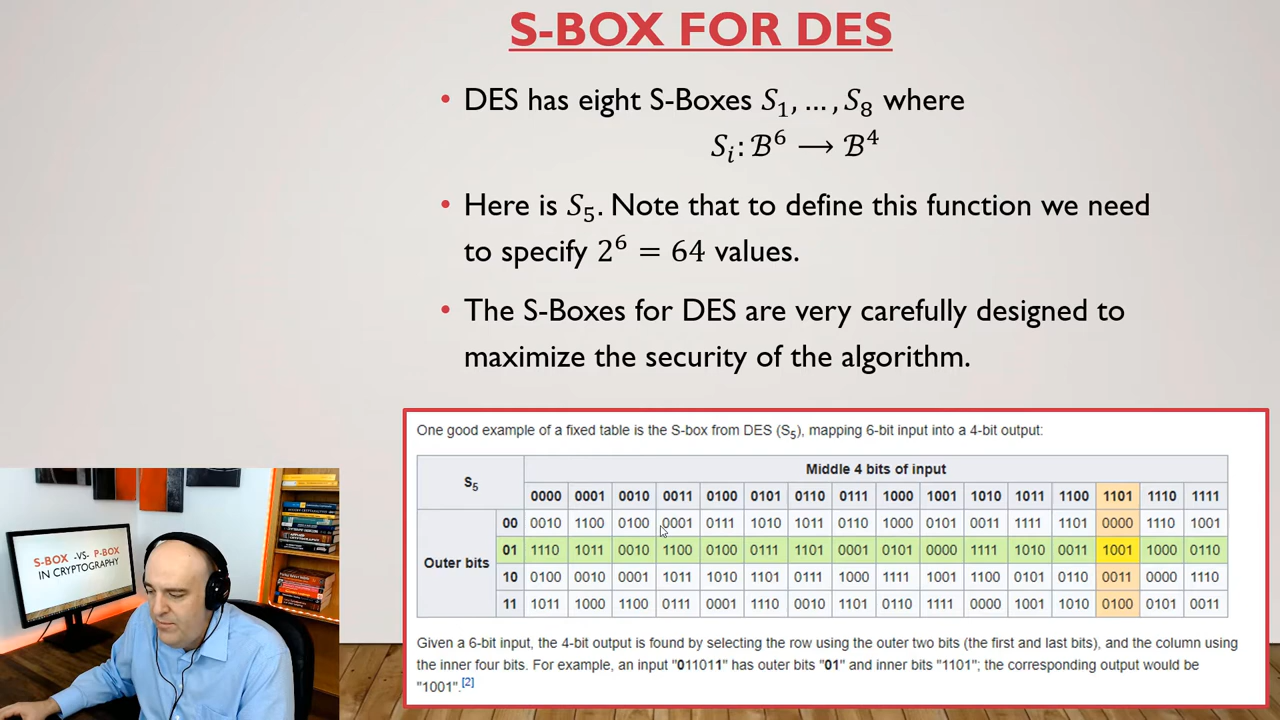 S-BOX FOR DES
• DES has eight S-Boxes S₁, … , S₈ where
Sᵢ: ℬ⁶ ⟶ ℬ⁴
• Here is S₅. Note that to define this function we need
to specify 2⁶ = 64 values.
• The S-Boxes for DES are very carefully designed to
maximize the security of the algorithm.
One good example of a fixed table is the S-box from DES (S₅), mapping 6-bit input into a 4-bit output:
S₅ Middle 4 bits of input
0000 0001 0010 0011 0100 0101 0110 0111 1000 1001 1010 1011 1100 1101 1110 1111
00 0010 1100 0100 0001 0111 1010 1011 0110 1000 0101 0011 1111 1101 0000 1110 1001
01 1110 1011 0010 1100 0100 0111 1101 0001 0101 0000 1111 1010 0011 1001 1000 0110
Outer bits
10 0100 0010 0001 1011 1010 1101 0111 1000 1111 1001 1100 0101 0110 0011 0000 1110
11 1011 1000 1100 0111 0001 1110 0010 1101 0110 1111 0000 1001 1010 0100 0101 0011
Given a 6-bit input, the 4-bit output is found by selecting the row using the outer two bits (the first and last bits), and the column using
the inner four bits. For example, an input "011011" has outer bits "01" and inner bits "1101"; the corresponding output would be
"1001".[2]
S-BOX -VS- P-BOX
IN CRYPTOGRAPHY